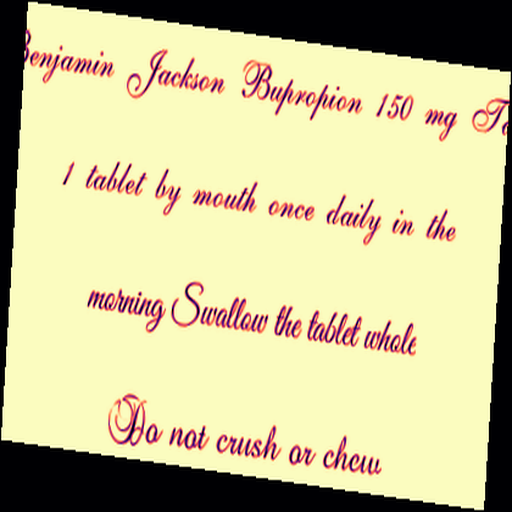 Benjamin Jackson Bupropion 150 mg
1 tablet by mouth once daily in the
morning Swallow the tablet whole
Do not crush or chew